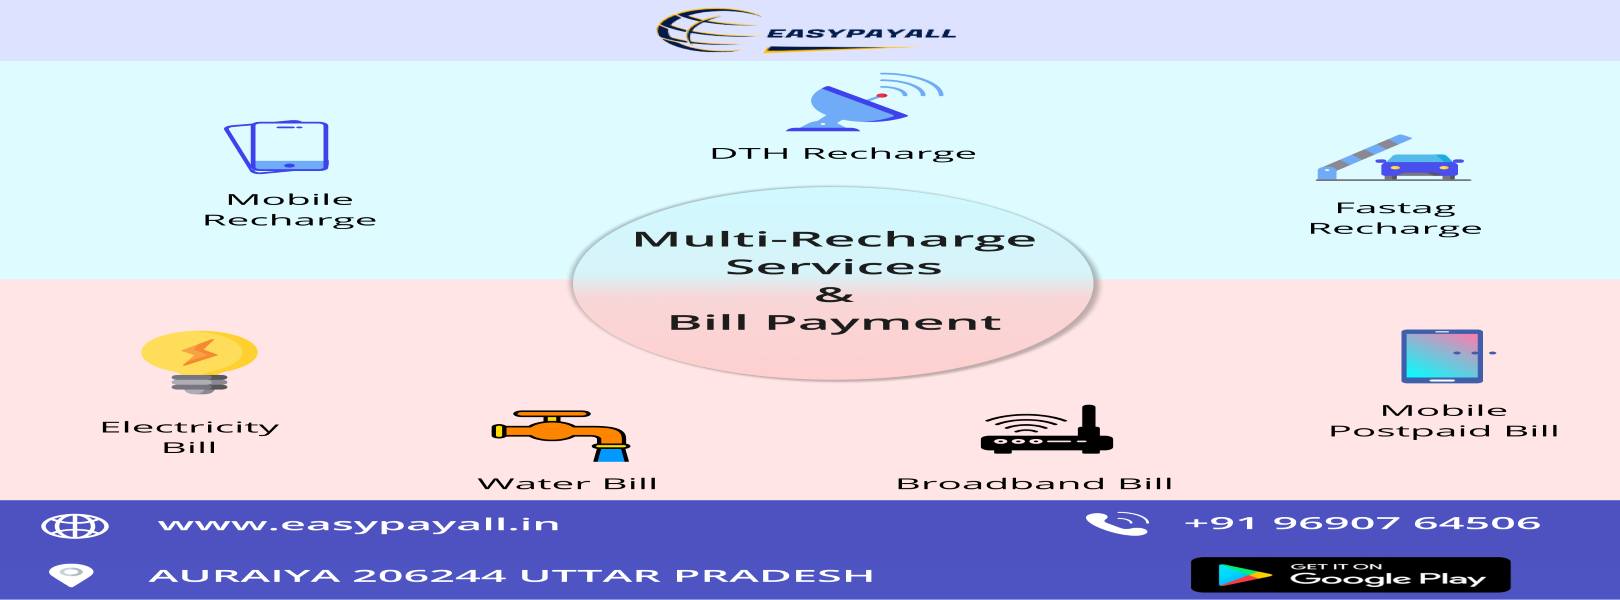 EASYPAYALL
DTH Recharge
Mobile
Recharge
Fastag
Recharge
Multi-Recharge
Services
&
Bill Payment
Electricity
Bill
Water Bill
Broadband Bill
Mobile
Postpaid Bill
www.easypayall.in
+91 96907 64506
AURAIYA 206244 UTTAR PRADESH
GET IT ON
Google Play